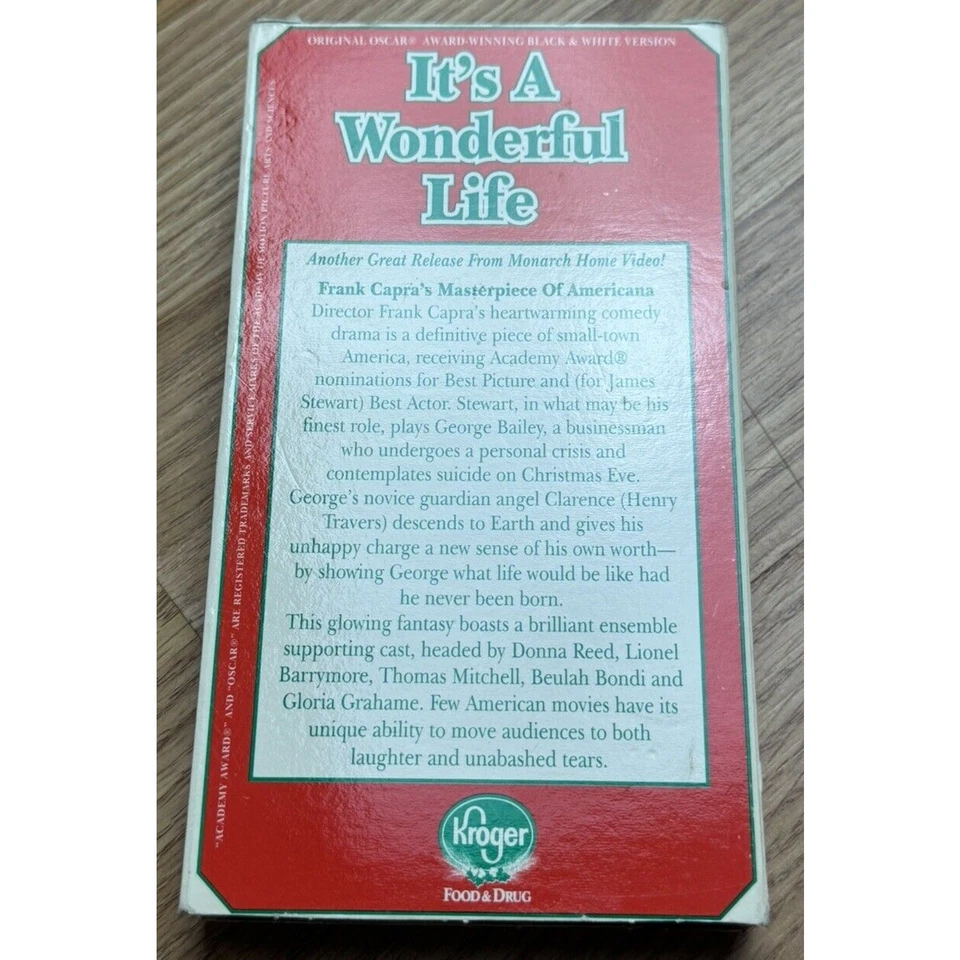 ORIGINAL OSCAR® AWARD-WINNING BLACK & WHITE VERSION
It's A
Wonderful
Life
Another Great Release From Monarch Home Video!
Frank Capra's Masterpiece Of Americana
Director Frank Capra's heartwarming comedy
drama is a definitive piece of small-town
America, receiving Academy Award®
nominations for Best Picture and (for James
Stewart) Best Actor. Stewart, in what may be his
finest role, plays George Bailey, a businessman
who undergoes a personal crisis and
contemplates suicide on Christmas Eve.
George's novice guardian angel Clarence (Henry
Travers) descends to Earth and gives his
unhappy charge a new sense of his own worth—
by showing George what life would be like had
he never been born.
This glowing fantasy boasts a brilliant ensemble
supporting cast, headed by Donna Reed, Lionel
Barrymore, Thomas Mitchell, Beulah Bondi and
Gloria Grahame. Few American movies have its
unique ability to move audiences to both
laughter and unabashed tears.
Kroger
FOOD & DRUG
"ACADEMY AWARD®" AND "OSCAR®" ARE REGISTERED TRADEMARKS AND SERVICE MARKS OF THE ACADEMY OF MOTION PICTURE ARTS AND SCIENCES